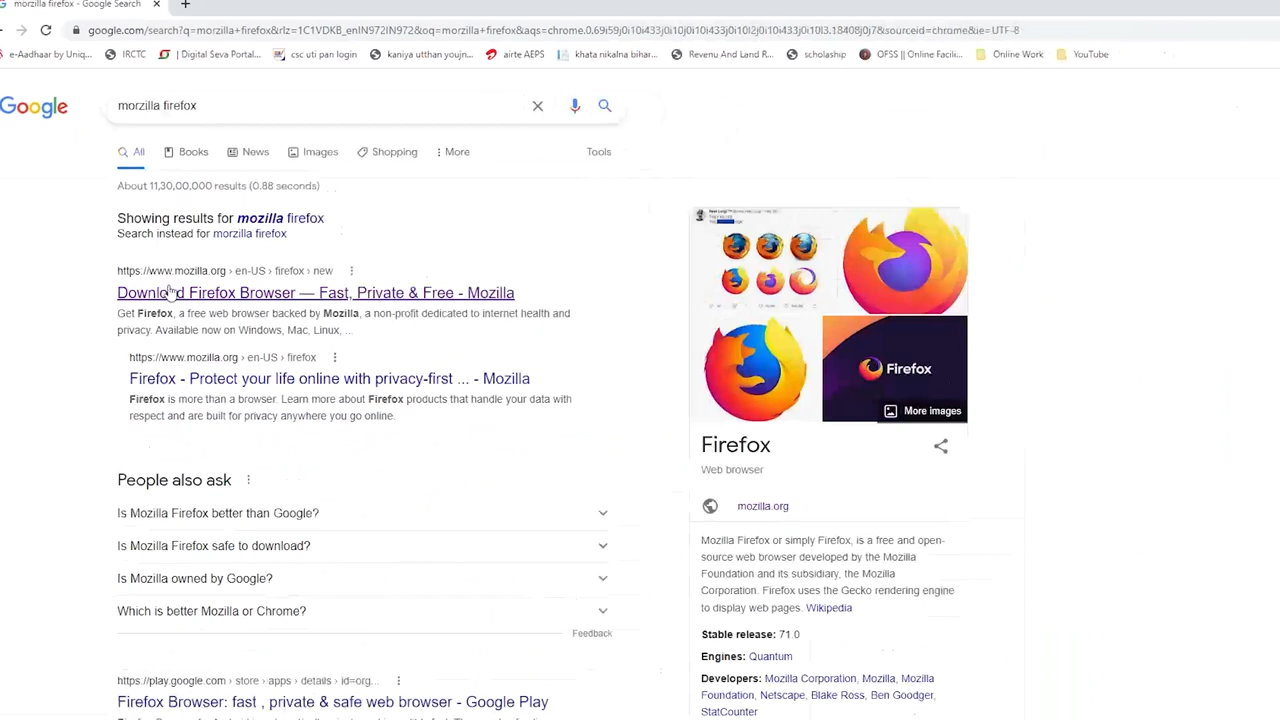 morzilla firefox - Google Search
google.com/search?q=morzilla+firefox&rlz=1C1VDKB_enIN972IN972&oq=morzilla+firefox&aqs=chrome.0.69i59j0i10i433j0i10i433j0i10l2j0i10i433j0i10l3.18408j0j7&sourceid=chrome&ie=UTF-8
e-Aadhaar by Uniq... IRCTC | Digital Seva Portal... csc uti pan login kaniya utthan yojun... airte AEPS khata nikalna bihar... Revenu And Land R... scholaship OFSS || Online Facili... Online Work YouTube
Google
morzilla firefox
All Books News Images Shopping More Tools
About 11,30,00,000 results (0.88 seconds)
Showing results for mozilla firefox
Search instead for morzilla firefox
https://www.mozilla.org › en-US › firefox › new
Download Firefox Browser — Fast, Private & Free - Mozilla
Get Firefox, a free web browser backed by Mozilla, a non-profit dedicated to internet health and
privacy. Available now on Windows, Mac, Linux, ...
https://www.mozilla.org › en-US › firefox
Firefox - Protect your life online with privacy-first ... - Mozilla
Firefox is more than a browser. Learn more about Firefox products that handle your data with
respect and are built for privacy anywhere you go online.
People also ask
Is Mozilla Firefox better than Google?
Is Mozilla Firefox safe to download?
Is Mozilla owned by Google?
Which is better Mozilla or Chrome?
Feedback
https://play.google.com › store › apps › details › id=org...
Firefox Browser: fast , private & safe web browser - Google Play
Firefox
More images
Firefox
Web browser
mozilla.org
Mozilla Firefox or simply Firefox, is a free and open-
source web browser developed by the Mozilla
Foundation and its subsidiary, the Mozilla
Corporation. Firefox uses the Gecko rendering engine
to display web pages. Wikipedia
Stable release: 71.0
Engines: Quantum
Developers: Mozilla Corporation, Mozilla, Mozilla
Foundation, Netscape, Blake Ross, Ben Goodger,
StatCounter